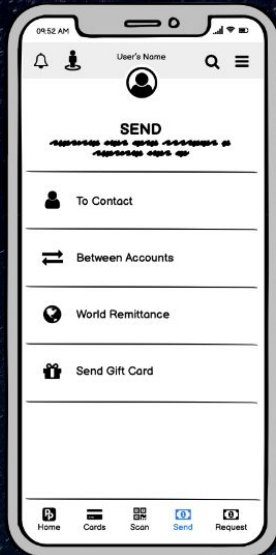 09:52 AM
User's Name
SEND
To Contact
Between Accounts
World Remittance
Send Gift Card
Home Cards Scan Send Request